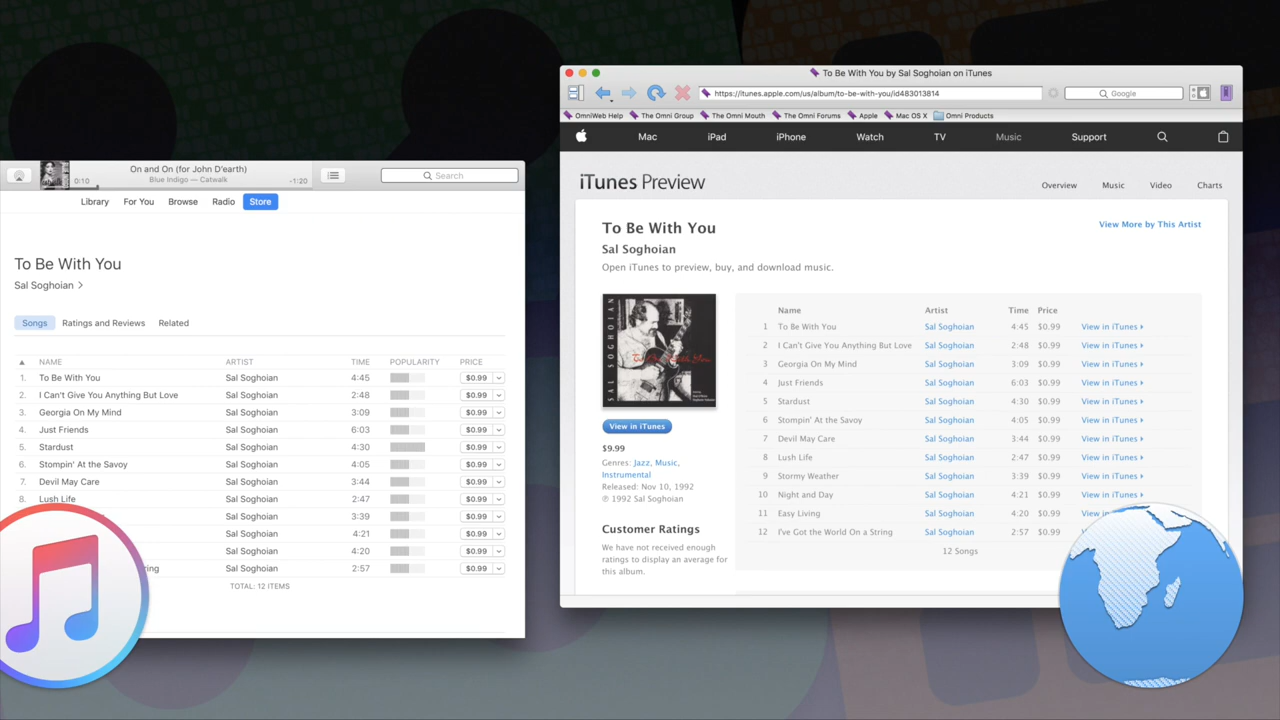 On and On (for John D'earth)
Blue Indigo — Catwalk
0:10
-1:20
Search
Library For You Browse Radio Store
To Be With You
Sal Soghoian >
Songs Ratings and Reviews Related
▲ NAME ARTIST TIME POPULARITY PRICE
1. To Be With You Sal Soghoian 4:45 $0.99
2. I Can't Give You Anything But Love Sal Soghoian 2:48 $0.99
3. Georgia On My Mind Sal Soghoian 3:09 $0.99
4. Just Friends Sal Soghoian 6:03 $0.99
5. Stardust Sal Soghoian 4:30 $0.99
6. Stompin' At the Savoy Sal Soghoian 4:05 $0.99
7. Devil May Care Sal Soghoian 3:44 $0.99
8. Lush Life Sal Soghoian 2:47 $0.99
Sal Soghoian 3:39 $0.99
Sal Soghoian 4:21 $0.99
Sal Soghoian 4:20 $0.99
ring Sal Soghoian 2:57 $0.99
TOTAL: 12 ITEMS
To Be With You by Sal Soghoian on iTunes
https://itunes.apple.com/us/album/to-be-with-you/id483013814
Google
OmniWeb Help The Omni Group The Omni Mouth The Omni Forums Apple Mac OS X Omni Products
Mac iPad iPhone Watch TV Music Support
iTunes Preview
Overview Music Video Charts
To Be With You
View More by This Artist
Sal Soghoian
Open iTunes to preview, buy, and download music.
SAL SOGHOIAN
To Be With You
View in iTunes
$9.99
Genres: Jazz, Music,
Instrumental
Released: Nov 10, 1992
℗ 1992 Sal Soghoian
Customer Ratings
We have not received enough
ratings to display an average for
this album.
Name Artist Time Price
1 To Be With You Sal Soghoian 4:45 $0.99 View in iTunes
2 I Can't Give You Anything But Love Sal Soghoian 2:48 $0.99 View in iTunes
3 Georgia On My Mind Sal Soghoian 3:09 $0.99 View in iTunes
4 Just Friends Sal Soghoian 6:03 $0.99 View in iTunes
5 Stardust Sal Soghoian 4:30 $0.99 View in iTunes
6 Stompin' At the Savoy Sal Soghoian 4:05 $0.99 View in iTunes
7 Devil May Care Sal Soghoian 3:44 $0.99 View in iTunes
8 Lush Life Sal Soghoian 2:47 $0.99 View in iTunes
9 Stormy Weather Sal Soghoian 3:39 $0.99 View in iTunes
10 Night and Day Sal Soghoian 4:21 $0.99 View in iTunes
11 Easy Living Sal Soghoian 4:20 $0.99 View in
12 I've Got the World On a String Sal Soghoian 2:57 $0.99
12 Songs